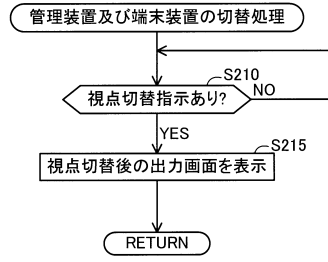 管理装置及び端末装置の切替処理
S210
視点切替指示あり?
NO
YES
S215
視点切替後の出力画面を表示
RETURN